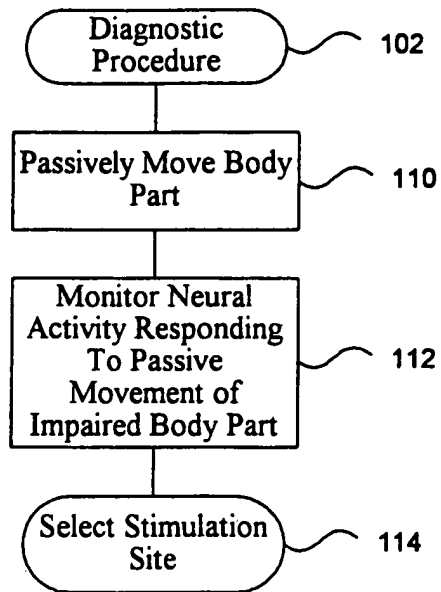 Diagnostic
Procedure
102
Passively Move Body
Part
110
Monitor Neural
Activity Responding
To Passive
Movement of
Impaired Body Part
112
Select Stimulation
Site
114